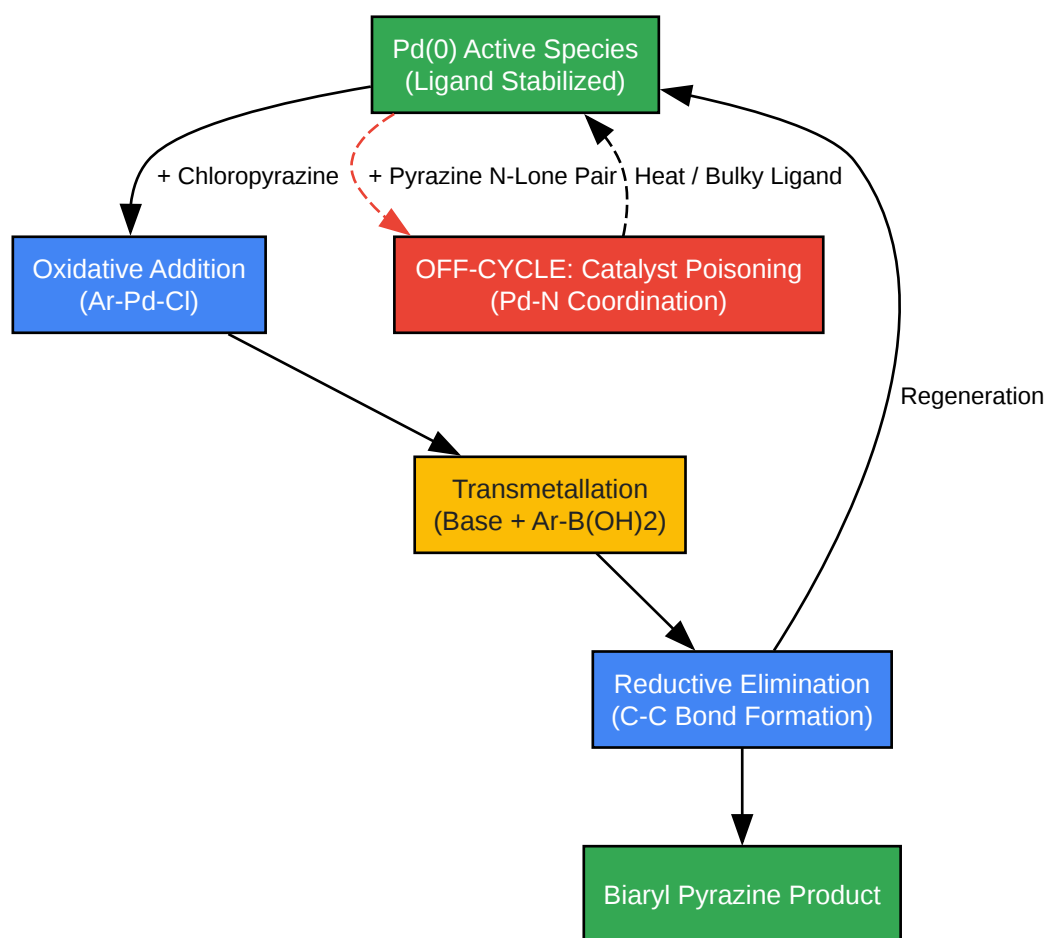 Pd(0) Active Species
(Ligand Stabilized)
+ Chloropyrazine
+ Pyrazine N-Lone Pair
Heat / Bulky Ligand
Oxidative Addition
(Ar-Pd-Cl)
OFF-CYCLE: Catalyst Poisoning
(Pd-N Coordination)
Regeneration
Transmetallation
(Base + Ar-B(OH)2)
Reductive Elimination
(C-C Bond Formation)
Biaryl Pyrazine Product